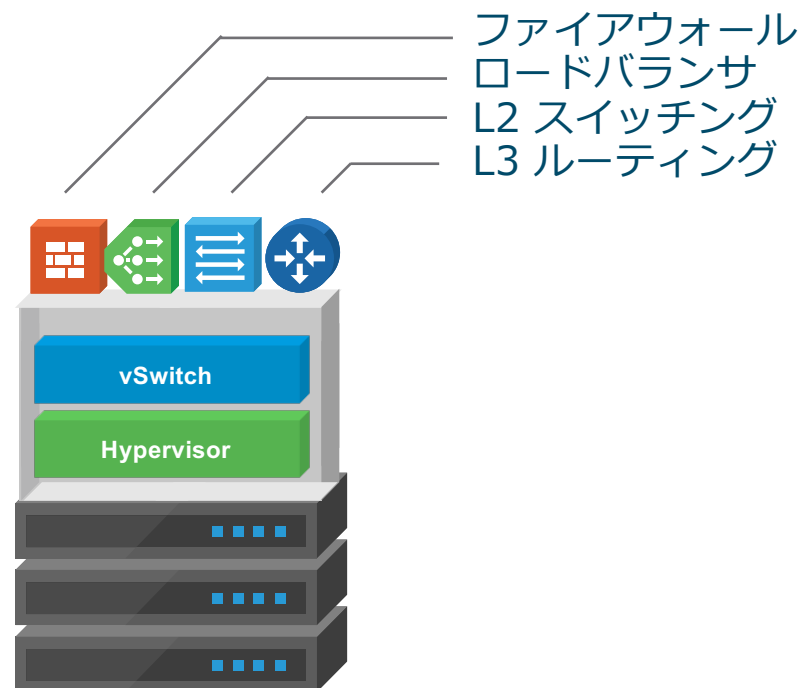 ファイアウォール
ロードバランサ
L2 スイッチング
L3 ルーティング
vSwitch
Hypervisor